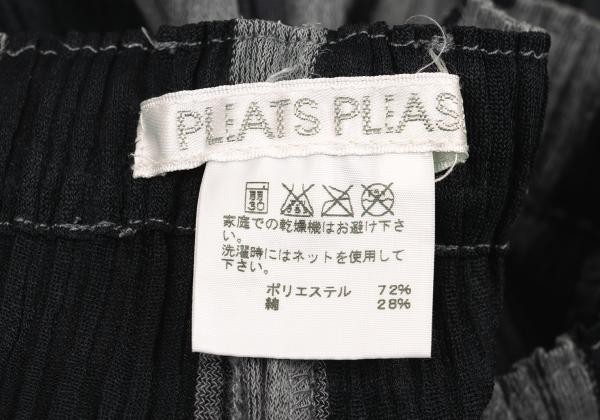 PLEATS PLEAS
30
家庭での乾燥機はお避け下さ
い。
洗濯時にはネットを使用して
下さい。
ポリエステル 72%
綿 28%